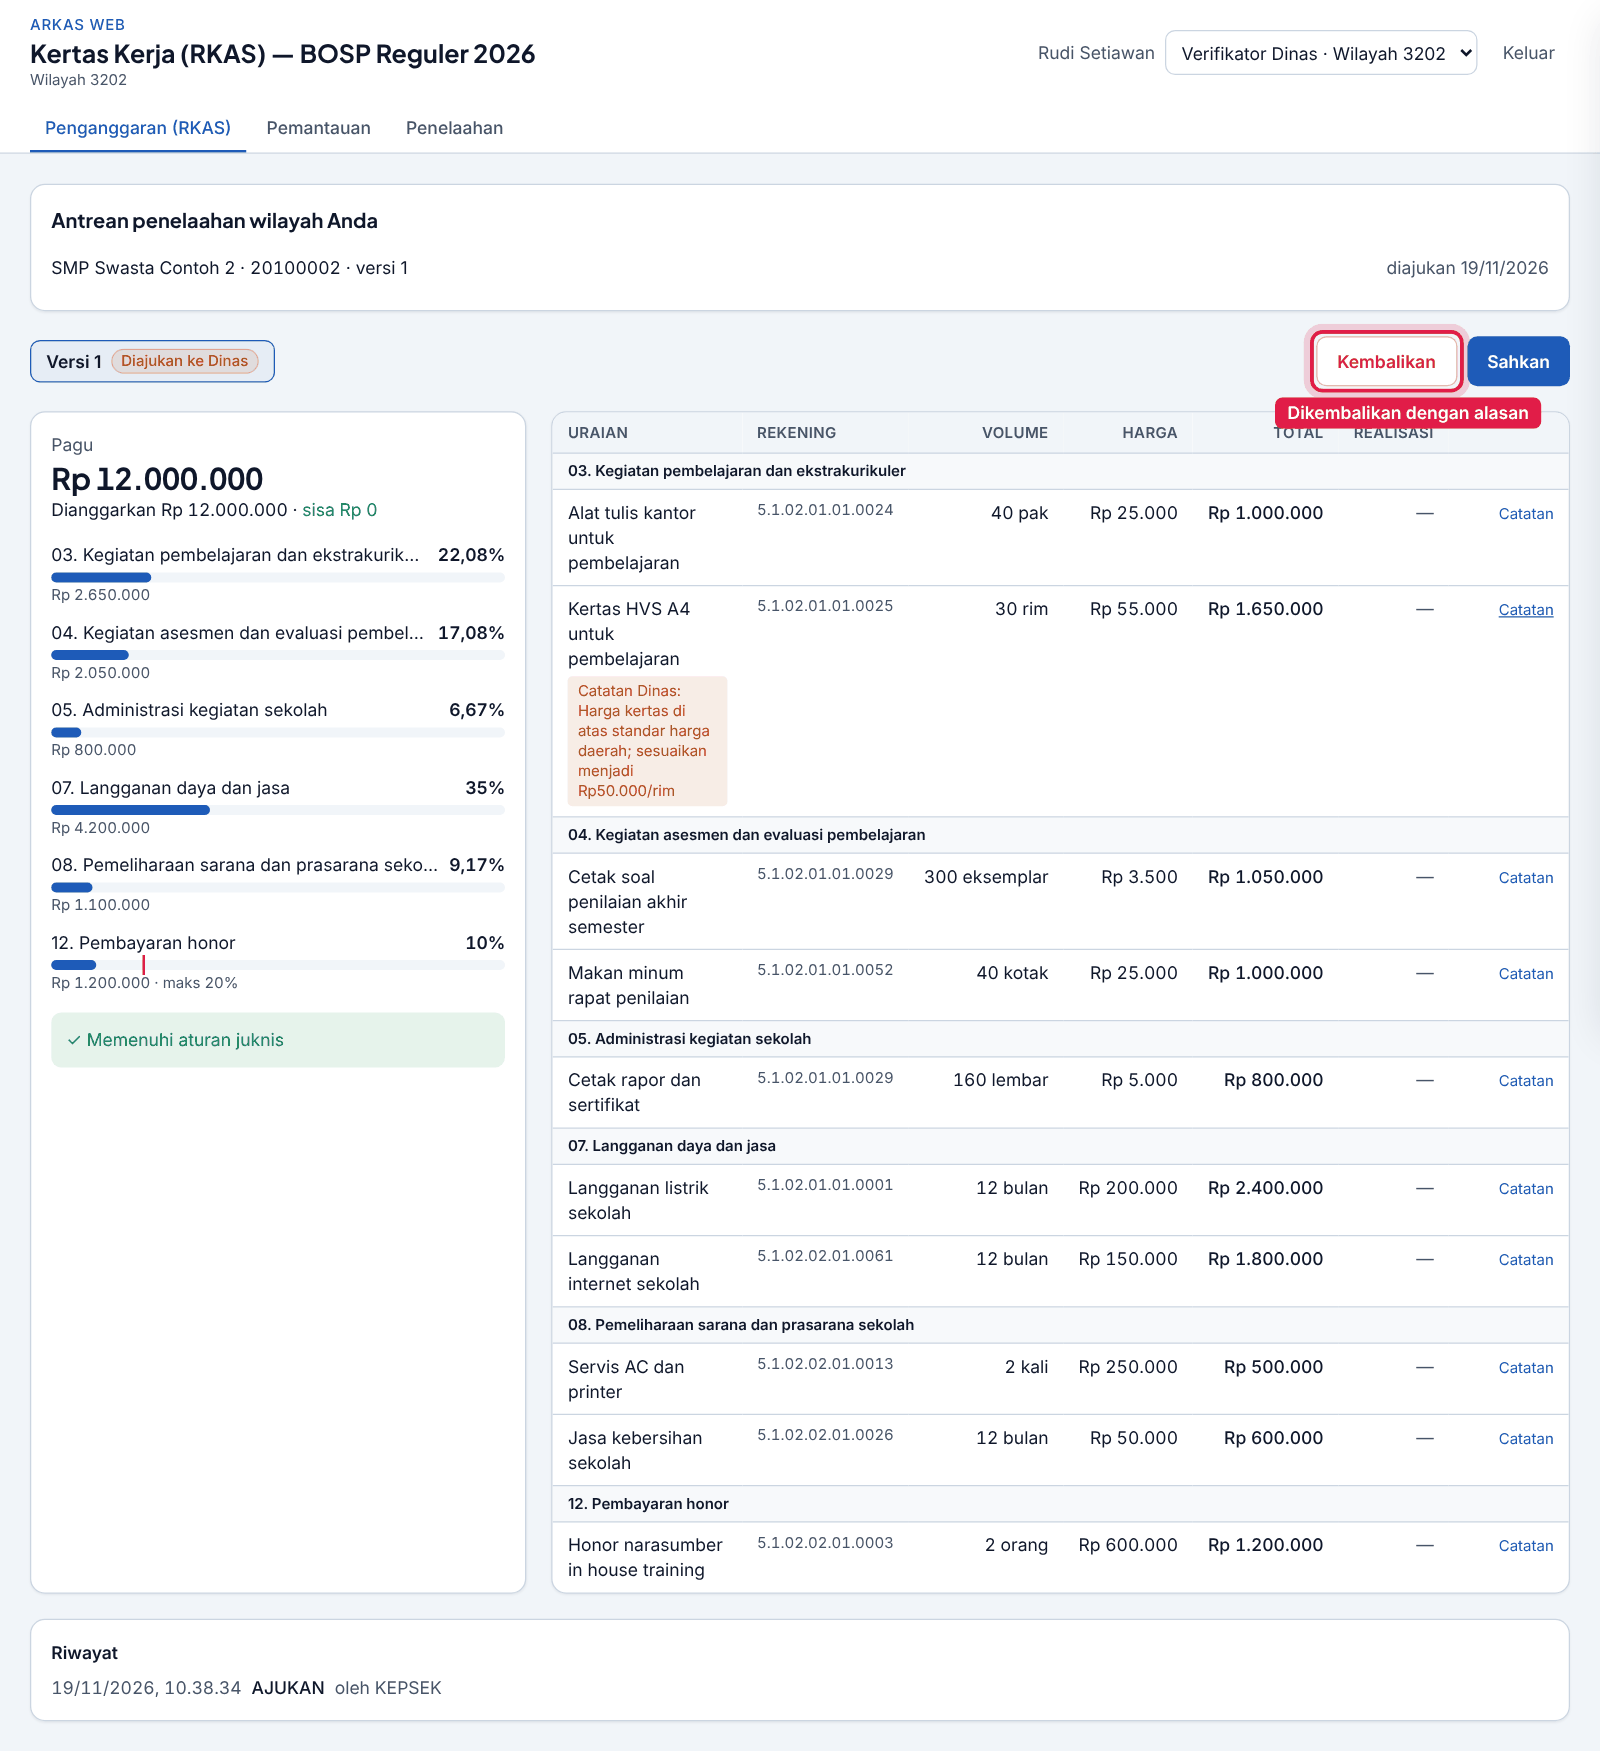 ARKAS WEB
Kertas Kerja (RKAS) — BOSP Reguler 2026
Wilayah 3202
Rudi Setiawan
Verifikator Dinas · Wilayah 3202
Keluar
Penganggaran (RKAS)
Pemantauan
Penelaahan
Antrean penelaahan wilayah Anda
SMP Swasta Contoh 2 · 20100002 · versi 1
diajukan 19/11/2026
Versi 1
Diajukan ke Dinas
Kembalikan
Sahkan
Dikembalikan dengan alasan
Pagu
Rp 12.000.000
Dianggarkan Rp 12.000.000 · sisa Rp 0
03. Kegiatan pembelajaran dan ekstrakurik... 22,08%
Rp 2.650.000
04. Kegiatan asesmen dan evaluasi pembel... 17,08%
Rp 2.050.000
05. Administrasi kegiatan sekolah 6,67%
Rp 800.000
07. Langganan daya dan jasa 35%
Rp 4.200.000
08. Pemeliharaan sarana dan prasarana seko... 9,17%
Rp 1.100.000
12. Pembayaran honor 10%
Rp 1.200.000 · maks 20%
✓ Memenuhi aturan juknis
URAIAN REKENING VOLUME HARGA TOTAL REALISASI
03. Kegiatan pembelajaran dan ekstrakurikuler
Alat tulis kantor 5.1.02.01.01.0024 40 pak Rp 25.000 Rp 1.000.000 — Catatan
untuk
pembelajaran
Kertas HVS A4 5.1.02.01.01.0025 30 rim Rp 55.000 Rp 1.650.000 — Catatan
untuk
pembelajaran
Catatan Dinas:
Harga kertas di
atas standar harga
daerah; sesuaikan
menjadi
Rp50.000/rim
04. Kegiatan asesmen dan evaluasi pembelajaran
Cetak soal 5.1.02.01.01.0029 300 eksemplar Rp 3.500 Rp 1.050.000 — Catatan
penilaian akhir
semester
Makan minum 5.1.02.01.01.0052 40 kotak Rp 25.000 Rp 1.000.000 — Catatan
rapat penilaian
05. Administrasi kegiatan sekolah
Cetak rapor dan 5.1.02.01.01.0029 160 lembar Rp 5.000 Rp 800.000 — Catatan
sertifikat
07. Langganan daya dan jasa
Langganan listrik 5.1.02.02.01.0001 12 bulan Rp 200.000 Rp 2.400.000 — Catatan
sekolah
Langganan 5.1.02.02.01.0061 12 bulan Rp 150.000 Rp 1.800.000 — Catatan
internet sekolah
08. Pemeliharaan sarana dan prasarana sekolah
Servis AC dan 5.1.02.02.01.0013 2 kali Rp 250.000 Rp 500.000 — Catatan
printer
Jasa kebersihan 5.1.02.02.01.0026 12 bulan Rp 50.000 Rp 600.000 — Catatan
sekolah
12. Pembayaran honor
Honor narasumber 5.1.02.02.01.0003 2 orang Rp 600.000 Rp 1.200.000 — Catatan
in house training
Riwayat
19/11/2026, 10.38.34 AJUKAN oleh KEPSEK